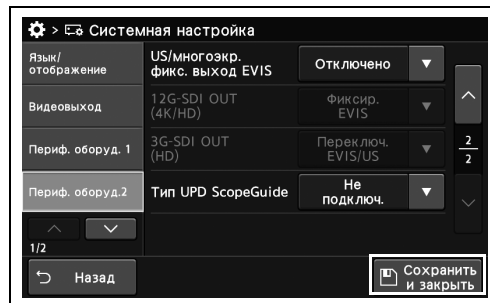 > Системная настройка
Язык/
отображение
Видеовыход
Периф. оборуд. 1
Периф. оборуд.2
1/2
US/многоэкр.
фикс. выход EVIS
Отключено
12G-SDI OUT
(4K/HD)
Фиксир.
EVIS
3G-SDI OUT
(HD)
Переключ.
EVIS/US
Тип UPD ScopeGuide
Не
подключ.
2
2
Назад
Сохранить
и закрыть